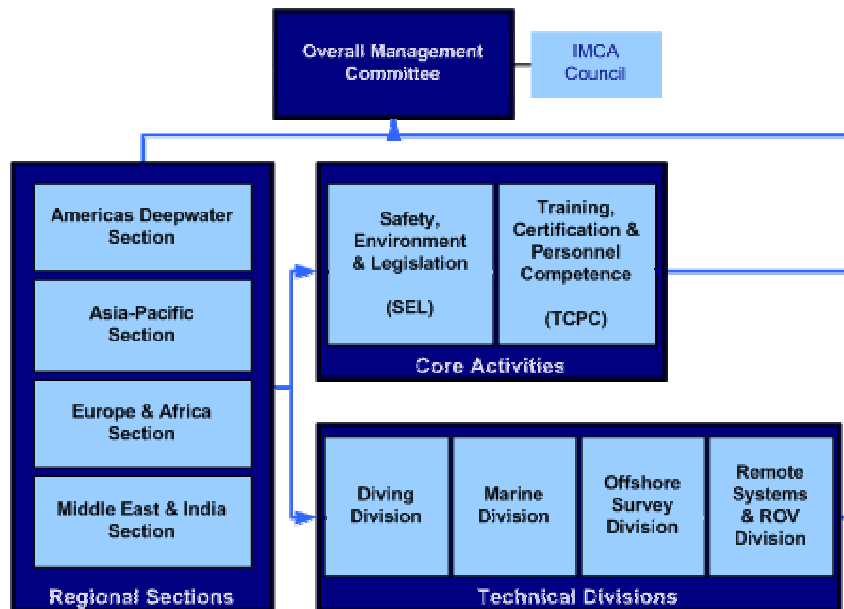 Overall Management
Committee
IMCA
Council
Americas Deepwater
Section
Asia-Pacific
Section
Europe & Africa
Section
Middle East & India
Section
Regional Sections
Safety,
Environment
& Legislation
(SEL)
Training,
Certification &
Personnel
Competence
(TCPC)
Core Activities
Diving
Division
Marine
Division
Offshore
Survey
Division
Remote
Systems
& ROV
Division
Technical Divisions